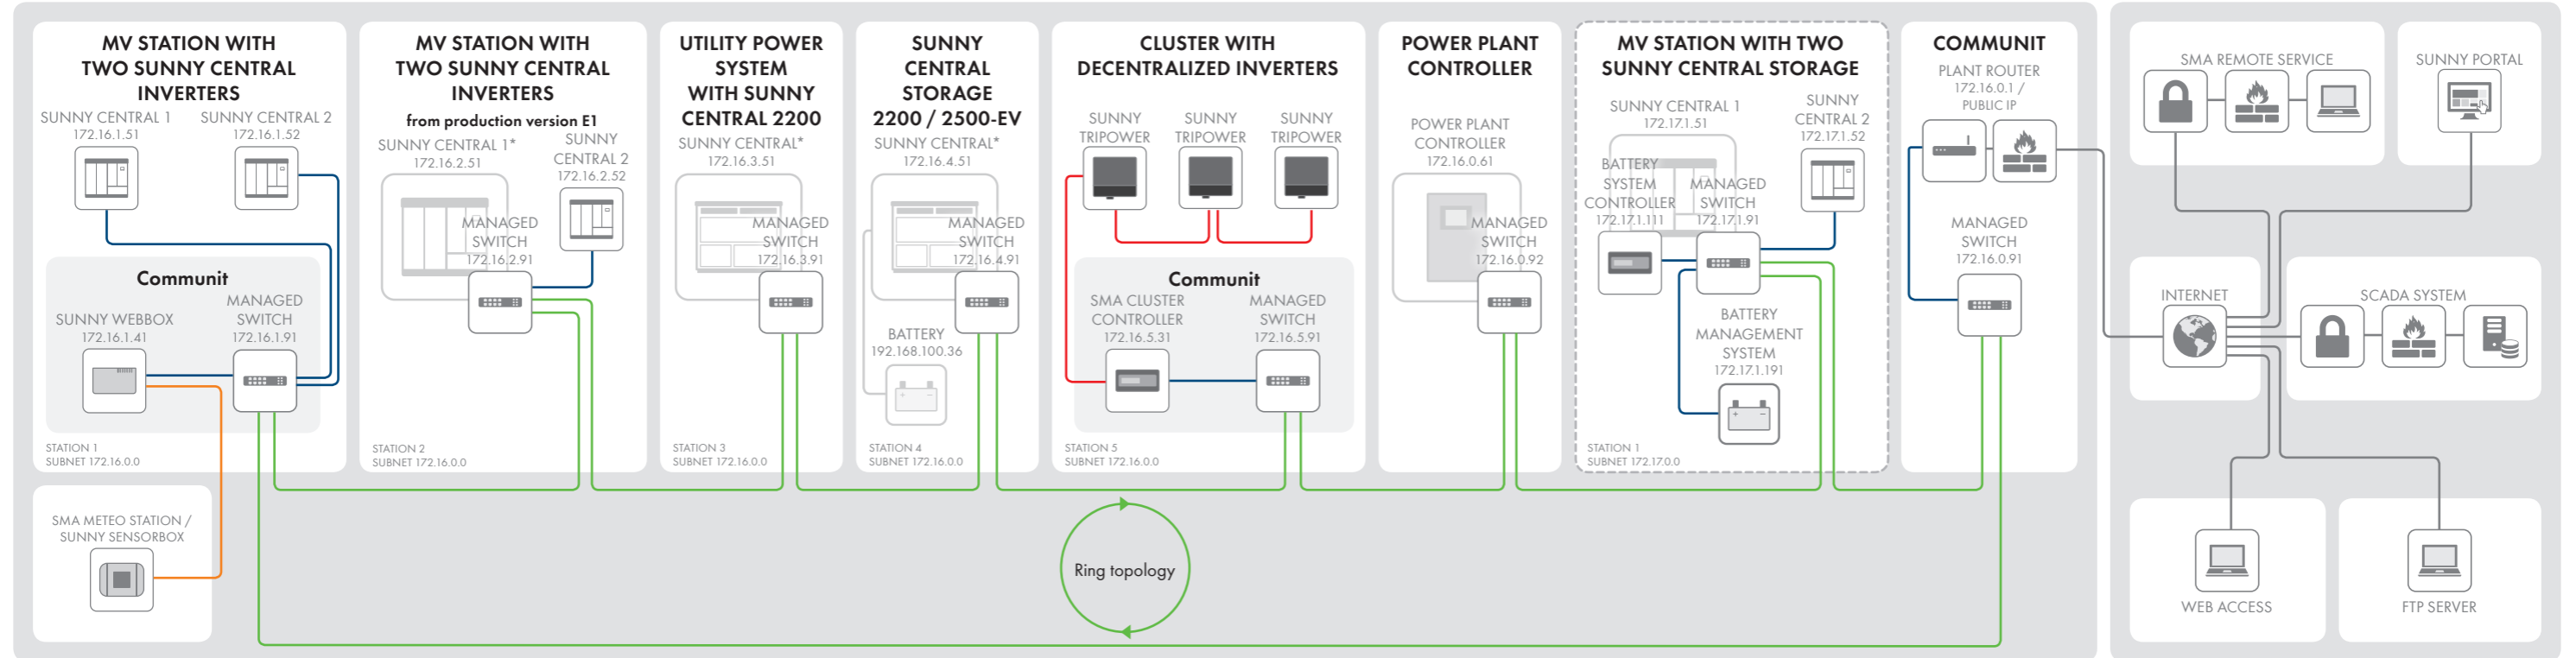 MV STATION WITH
TWO SUNNY CENTRAL
INVERTERS
SUNNY CENTRAL 1
172.16.1.51
SUNNY CENTRAL 2
172.16.1.52
Communit
SUNNY WEBBOX
172.16.1.41
MANAGED
SWITCH
172.16.1.91
STATION 1
SUBNET 172.16.0.0
SMA METEO STATION /
SUNNY SENSORBOX
MV STATION WITH
TWO SUNNY CENTRAL
INVERTERS
from production version E1
SUNNY CENTRAL 1*
172.16.2.51
SUNNY
CENTRAL 2
172.16.2.52
MANAGED
SWITCH
172.16.2.91
STATION 2
SUBNET 172.16.0.0
UTILITY POWER
SYSTEM
WITH SUNNY
CENTRAL 2200
SUNNY CENTRAL*
172.16.3.51
MANAGED
SWITCH
172.16.3.91
STATION 3
SUBNET 172.16.0.0
SUNNY
CENTRAL
STORAGE
2200 / 2500-EV
SUNNY CENTRAL*
172.16.4.51
MANAGED
SWITCH
172.16.4.91
BATTERY
192.168.100.36
STATION 4
SUBNET 172.16.0.0
CLUSTER WITH
DECENTRALIZED INVERTERS
SUNNY
TRIPOWER
SUNNY
TRIPOWER
SUNNY
TRIPOWER
Communit
SMA CLUSTER
CONTROLLER
172.16.5.31
MANAGED
SWITCH
172.16.5.91
STATION 5
SUBNET 172.16.0.0
POWER PLANT
CONTROLLER
POWER PLANT
CONTROLLER
172.16.0.61
MANAGED
SWITCH
172.16.0.92
MV STATION WITH TWO
SUNNY CENTRAL STORAGE
SUNNY CENTRAL 1
172.17.1.51
SUNNY
CENTRAL 2
172.17.1.52
BATTERY
SYSTEM
CONTROLLER
172.17.1.111
MANAGED
SWITCH
172.17.1.91
BATTERY
MANAGEMENT
SYSTEM
172.17.1.191
STATION 1
SUBNET 172.17.0.0
COMMUNIT
PLANT ROUTER
172.16.0.1 /
PUBLIC IP
MANAGED
SWITCH
172.16.0.91
Ring topology
SMA REMOTE SERVICE
SUNNY PORTAL
INTERNET
SCADA SYSTEM
WEB ACCESS
FTP SERVER